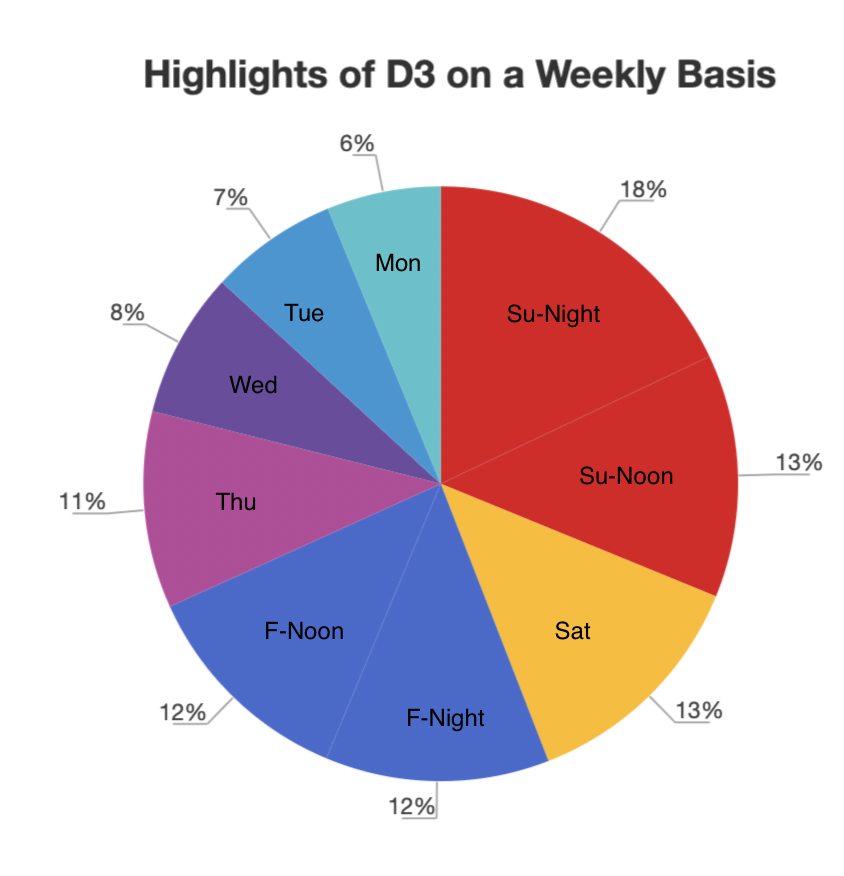 Highlights of D3 on a Weekly Basis
6%
18%
7%
Mon
Tue
Su-Night
8%
Wed
Su-Noon
13%
11%
Thu
F-Noon
Sat
12%
F-Night
13%
12%